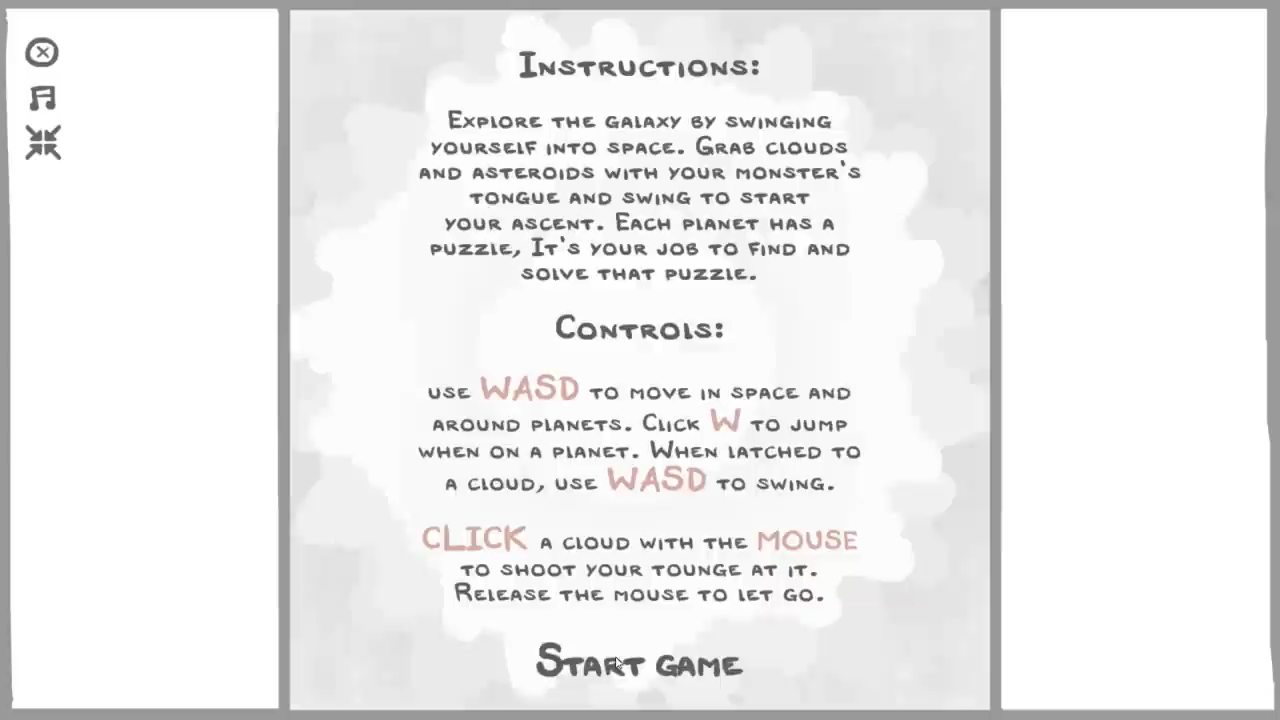 Instructions:
Explore the galaxy by swinging
yourself into space. Grab clouds
and asteroids with your monster's
tongue and swing to start
your ascent. Each planet has a
puzzle, It's your job to find and
solve that puzzle.
Controls:
use WASD to move in space and
around planets. Click W to jump
when on a planet. When latched to
a cloud, use WASD to swing.
CLICK a cloud with the MOUSE
to shoot your tounge at it.
Release the mouse to let go.
Start game